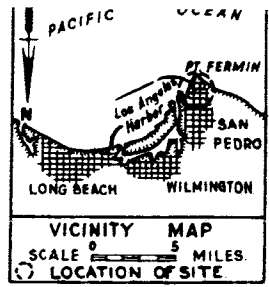 PACIFIC OCEAN
PT. FERMIN
Los Angeles
Harbor
N
SAN
PEDRO
LONG BEACH
WILMINGTON
VICINITY MAP
SCALE 0 5 MILES.
LOCATION OF SITE